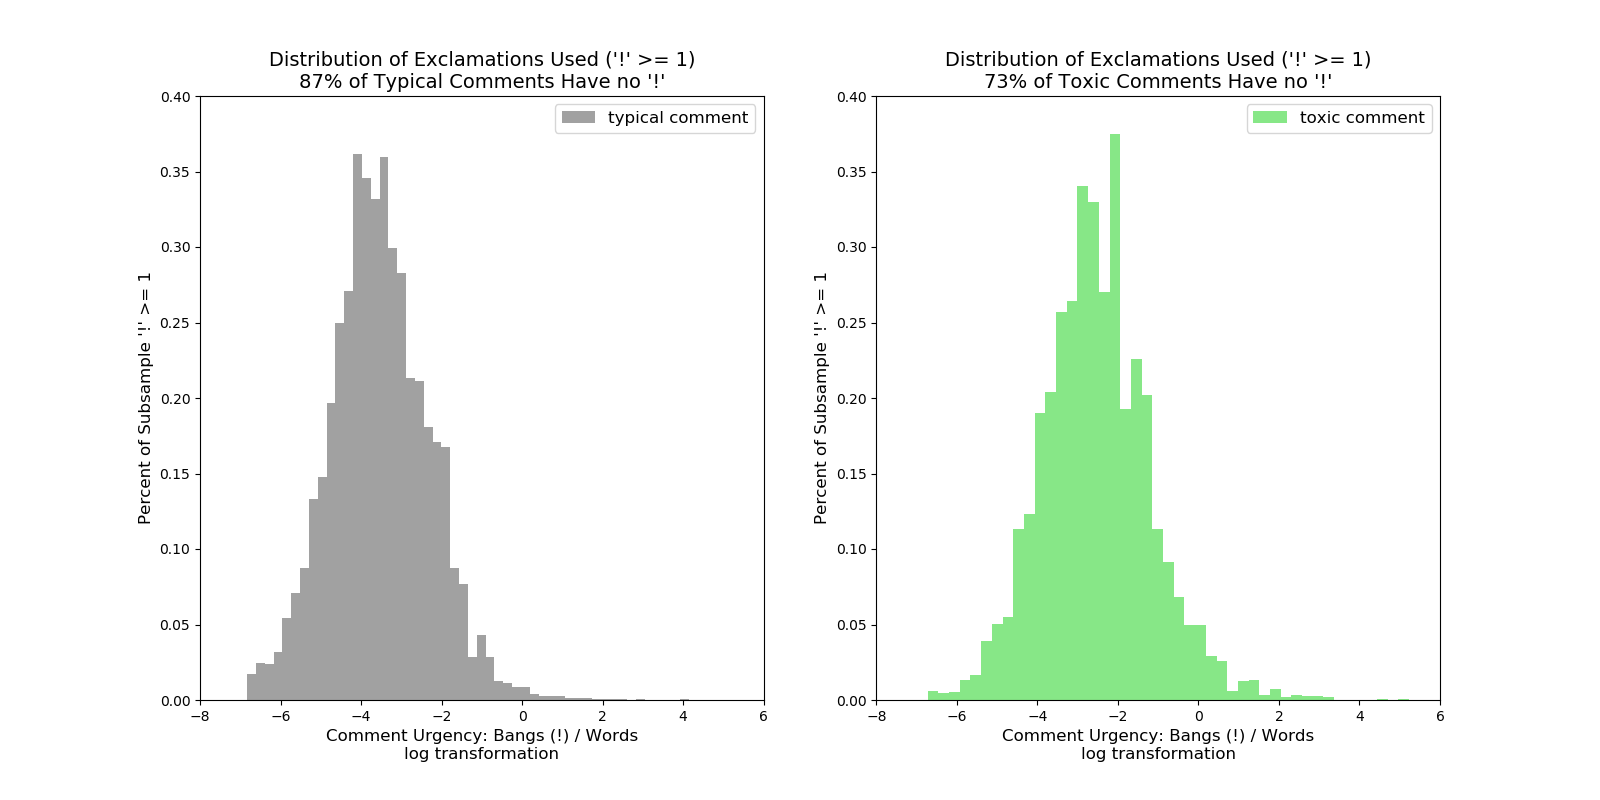 Distribution of Exclamations Used ('!' >= 1)
87% of Typical Comments Have no '!'
typical comment
0.40
0.35
0.30
0.25
0.20
0.15
0.10
0.05
0.00
Percent of Subsample '!' >= 1
−8 −6 −4 −2 0 2 4 6
Comment Urgency: Bangs (!) / Words
log transformation
Distribution of Exclamations Used ('!' >= 1)
73% of Toxic Comments Have no '!'
toxic comment
0.40
0.35
0.30
0.25
0.20
0.15
0.10
0.05
0.00
Percent of Subsample '!' >= 1
−8 −6 −4 −2 0 2 4 6
Comment Urgency: Bangs (!) / Words
log transformation